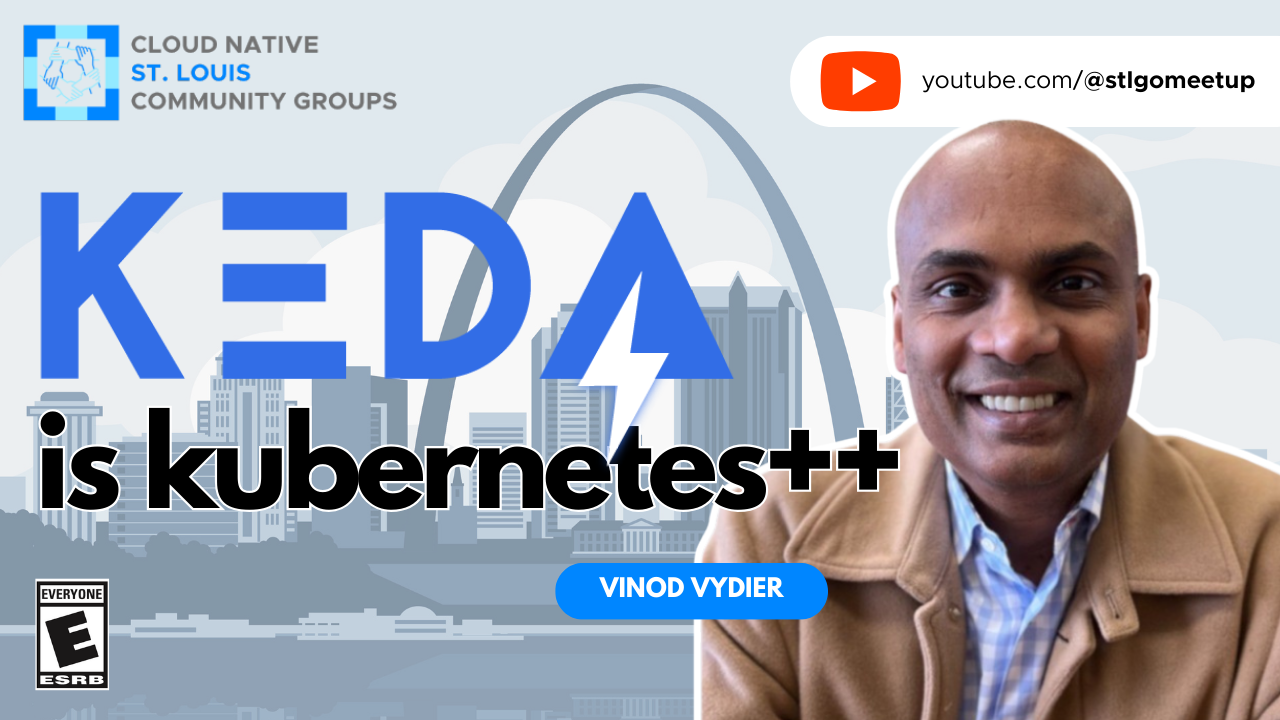 CLOUD NATIVE
ST. LOUIS
COMMUNITY GROUPS
youtube.com/@stlgomeetup
KEDA
is kubernetes++
VINOD VYDIER
EVERYONE
E
ESRB